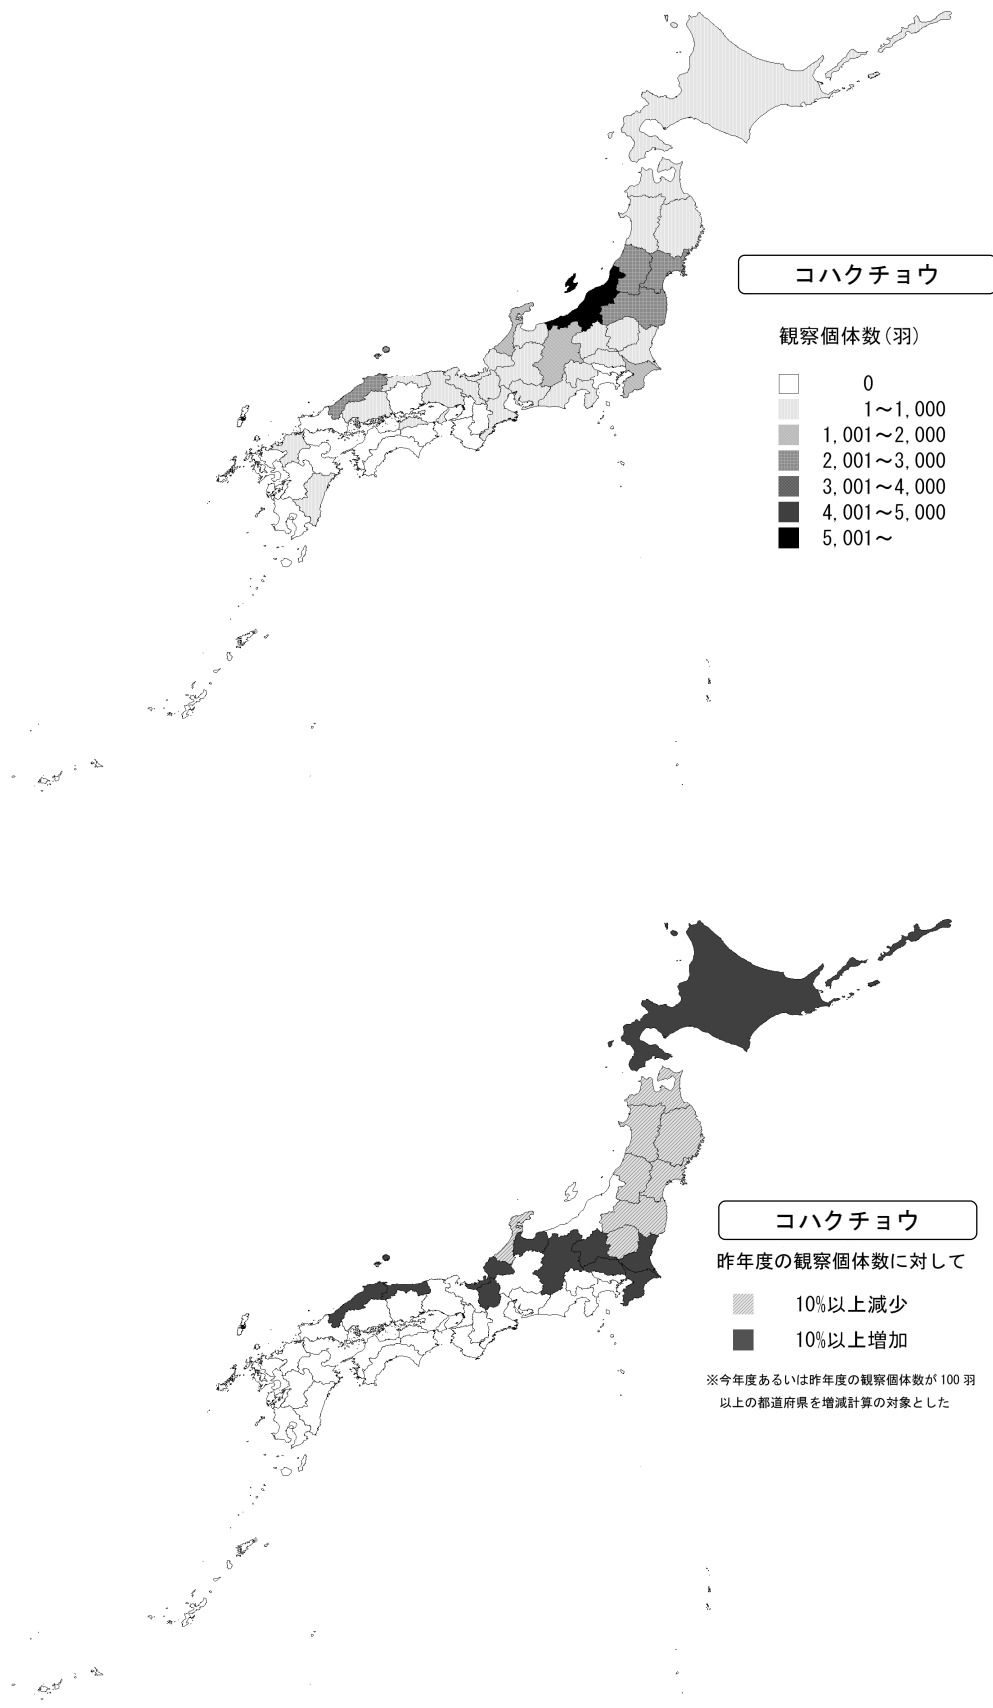 コハクチョウ
観察個体数(羽)
0
1～1,000
1,001～2,000
2,001～3,000
3,001～4,000
4,001～5,000
5,001～
コハクチョウ
昨年度の観察個体数に対して
10%以上減少
10%以上増加
※今年度あるいは昨年度の観察個体数が 100 羽
以上の都道府県を増減計算の対象とした